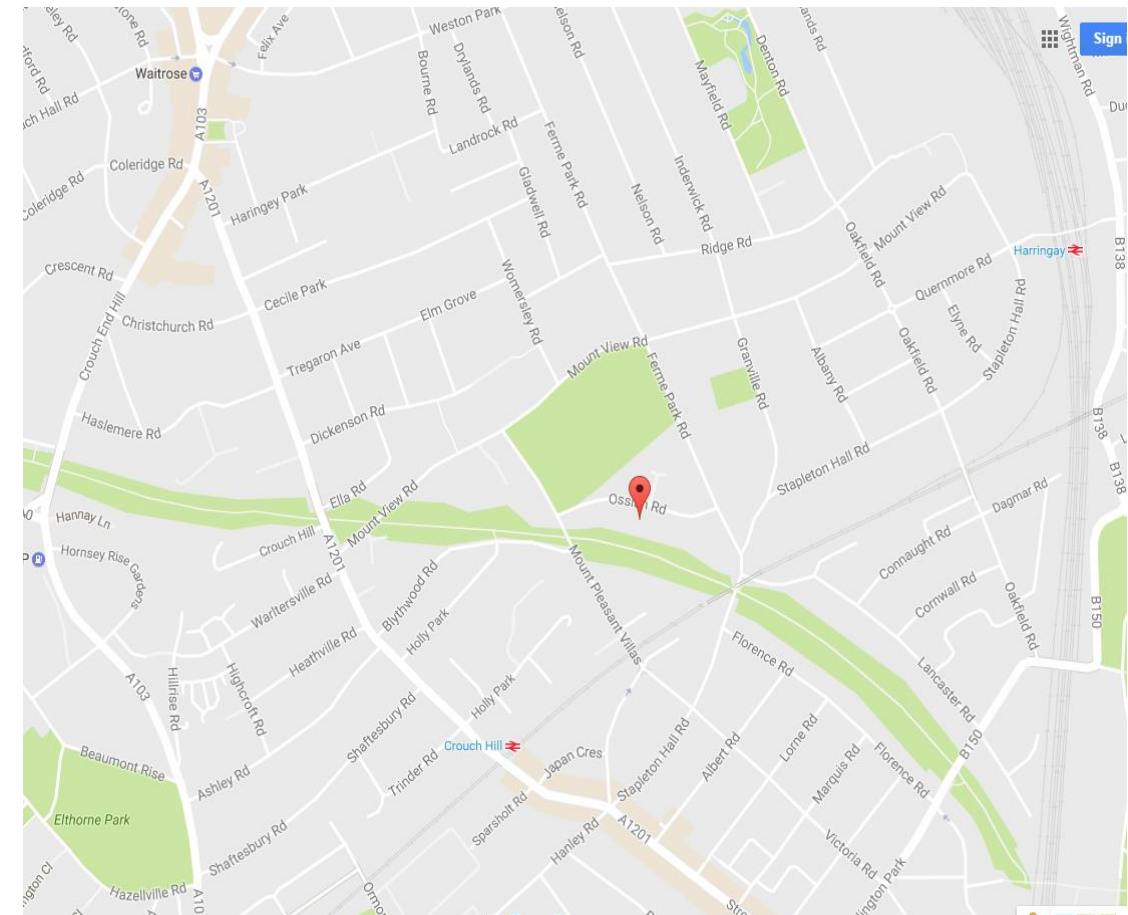 Weston Park
Felix Ave
Waitrose
Sign
Wightman Rd
Bourne Rd
Drylands Rd
Denton Rd
Mayfield Rd
A103
Landrock Rd
Ferme Park Rd
Coleridge Rd
Coleridge Rd
A1201
Haringey Park
Gladwell Rd
Nelson Rd
Inderwick Rd
Mount View Rd
Oakfield Rd
Ridge Rd
Harringay
B138
Crescent Rd
Quernmore Rd
Cecile Park
Womersley Rd
Elm Grove
Christchurch Rd
Crouch End Hill
Stapleton Hall Rd
Elyne Rd
Tregaron Ave
Mount View Rd
Ferme Park Rd
Granville Rd
Albany Rd
Oakfield Rd
Haslemere Rd
Dickenson Rd
B138
Stapleton Hall Rd
B138
Ella Rd
Mount View Rd
Rd
Dagmar Rd
Hannay Ln
Crouch Hill
A1201
Connaught Rd
Hornsey Rise Gardens
Mount Pleasant Villas
Blythwood Rd
Holly Park
Warltersville Rd
Cornwall Rd
Oakfield Rd
B150
Heathville Rd
Florence Rd
Hillrise Rd
Highcroft Rd
A103
Lancaster Rd
Holly Park
Shaftesbury Rd
Crouch Hill
Stapleton Hall Rd
Albert Rd
Lorne Rd
B150
Beaumont Rise
Japan Cres
Trinder Rd
Ashley Rd
Marquis Rd
Florence Rd
Sparsholt Rd
Elthorne Park
Hanley Rd
A1201
Victoria Rd
Shaftesbury Rd
Hazellville Rd